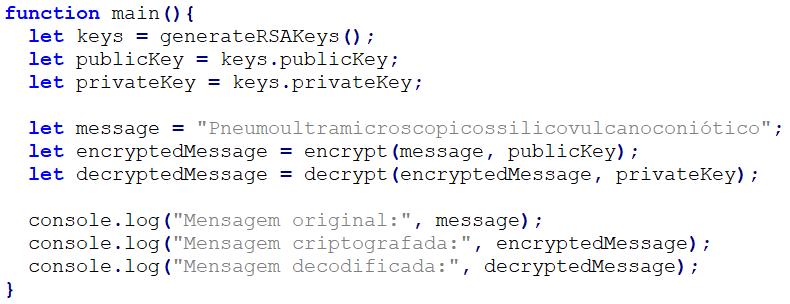 function main(){
let keys = generateRSAKeys();
let publicKey = keys.publicKey;
let privateKey = keys.privateKey;
let message = "Pneumoultramicroscopicossilicovulcanoconiótico";
let encryptedMessage = encrypt(message, publicKey);
let decryptedMessage = decrypt(encryptedMessage, privateKey);
console.log("Mensagem original:", message);
console.log("Mensagem criptografada:", encryptedMessage);
console.log("Mensagem decodificada:", decryptedMessage);
}